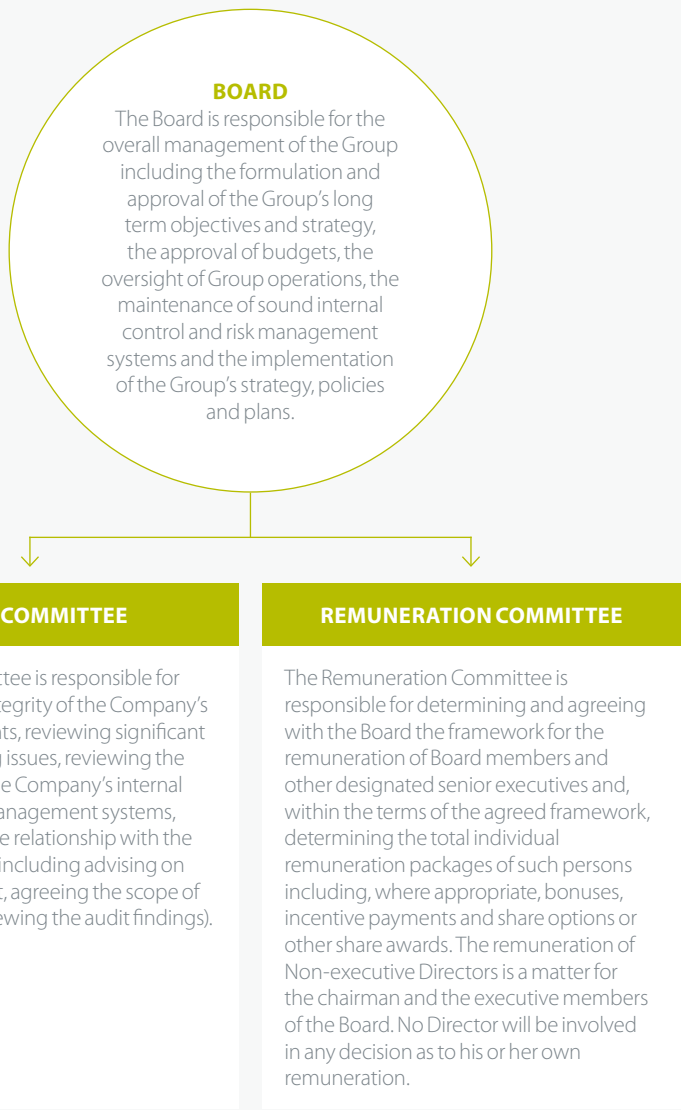 BOARD
The Board is responsible for the
overall management of the Group
including the formulation and
approval of the Group’s long
term objectives and strategy,
the approval of budgets, the
oversight of Group operations, the
maintenance of sound internal
control and risk management
systems and the implementation
of the Group’s strategy, policies
and plans.
COMMITTEE
ttee is responsible for
tegrity of the Company’s
ts, reviewing significant
g issues, reviewing the
e Company’s internal
anagement systems,
e relationship with the
including advising on
t, agreeing the scope of
ewing the audit findings).
REMUNERATION COMMITTEE
The Remuneration Committee is
responsible for determining and agreeing
with the Board the framework for the
remuneration of Board members and
other designated senior executives and,
within the terms of the agreed framework,
determining the total individual
remuneration packages of such persons
including, where appropriate, bonuses,
incentive payments and share options or
other share awards. The remuneration of
Non-executive Directors is a matter for
the chairman and the executive members
of the Board. No Director will be involved
in any decision as to his or her own
remuneration.